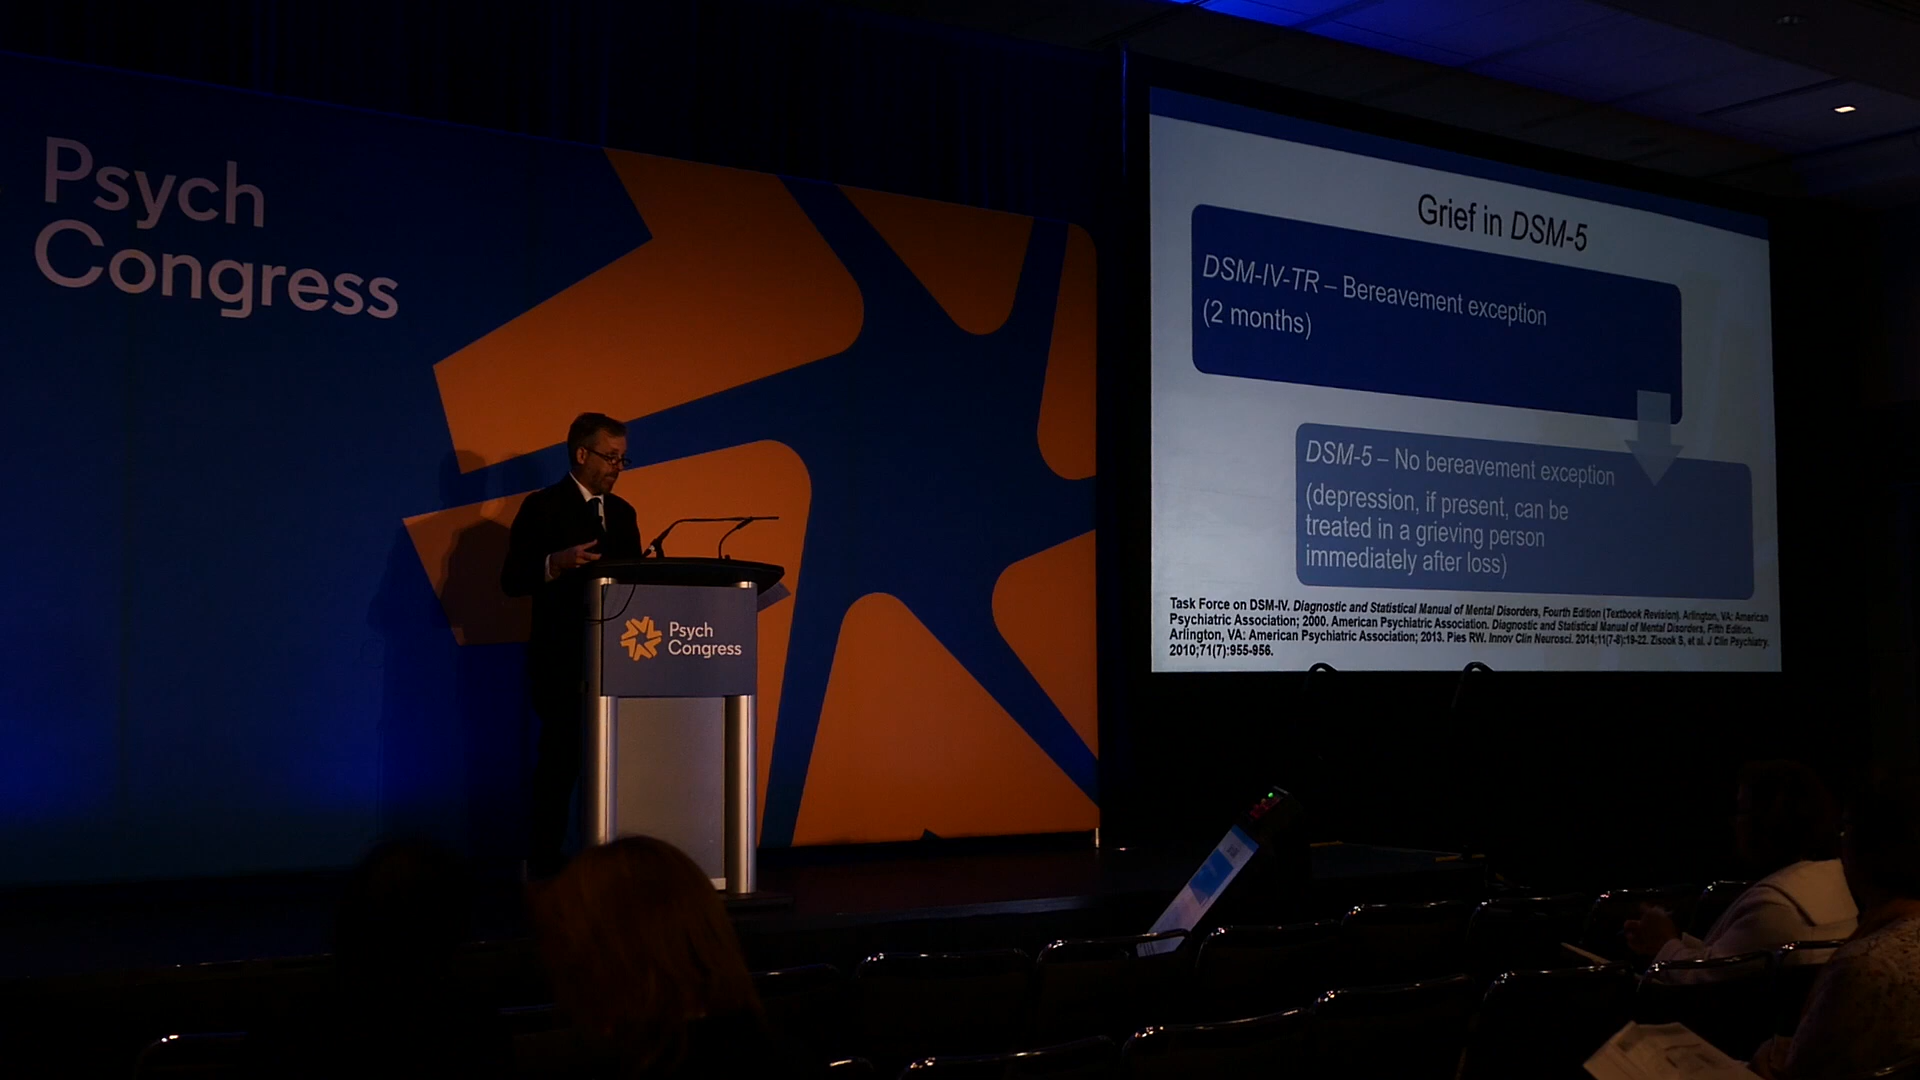 Psych
Congress
Grief in DSM-5
DSM-IV-TR – Bereavement exception
(2 months)
DSM-5 – No bereavement exception
(depression, if present, can be
treated in a grieving person
immediately after loss)
Task Force on DSM-IV. Diagnostic and Statistical Manual of Mental Disorders, Fourth Edition (Textbook Revision). Arlington, VA: American
Psychiatric Association; 2000. American Psychiatric Association. Diagnostic and Statistical Manual of Mental Disorders, Fifth Edition.
Arlington, VA: American Psychiatric Association; 2013. Pies RW. Innov Clin Neurosci. 2014;11(7-8):19-22. Zisook S, et al. J Clin Psychiatry.
2010;71(7):955-956.
Psych
Congress